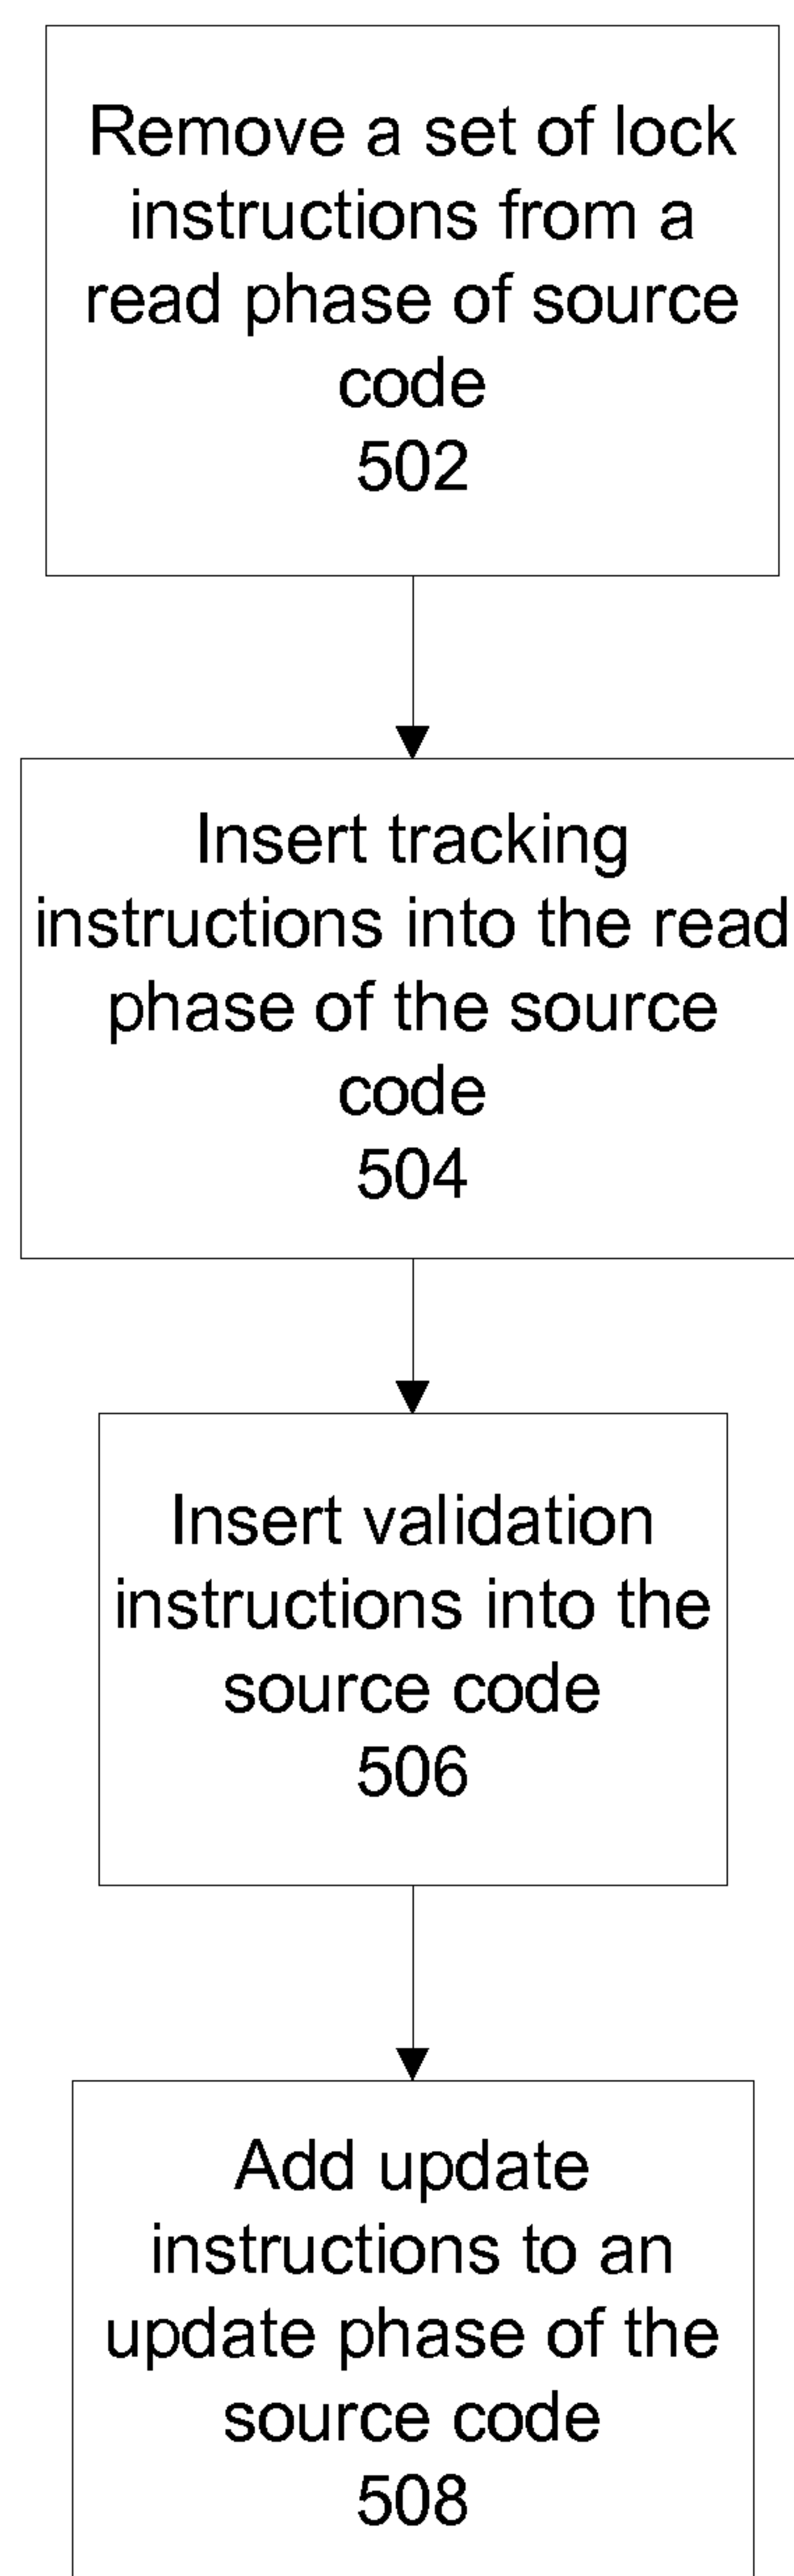 Remove a set of lock
instructions from a
read phase of source
code
502
Insert tracking
instructions into the read
phase of the source
code
504
Insert validation
instructions into the
source code
506
Add update
instructions to an
update phase of the
source code
508